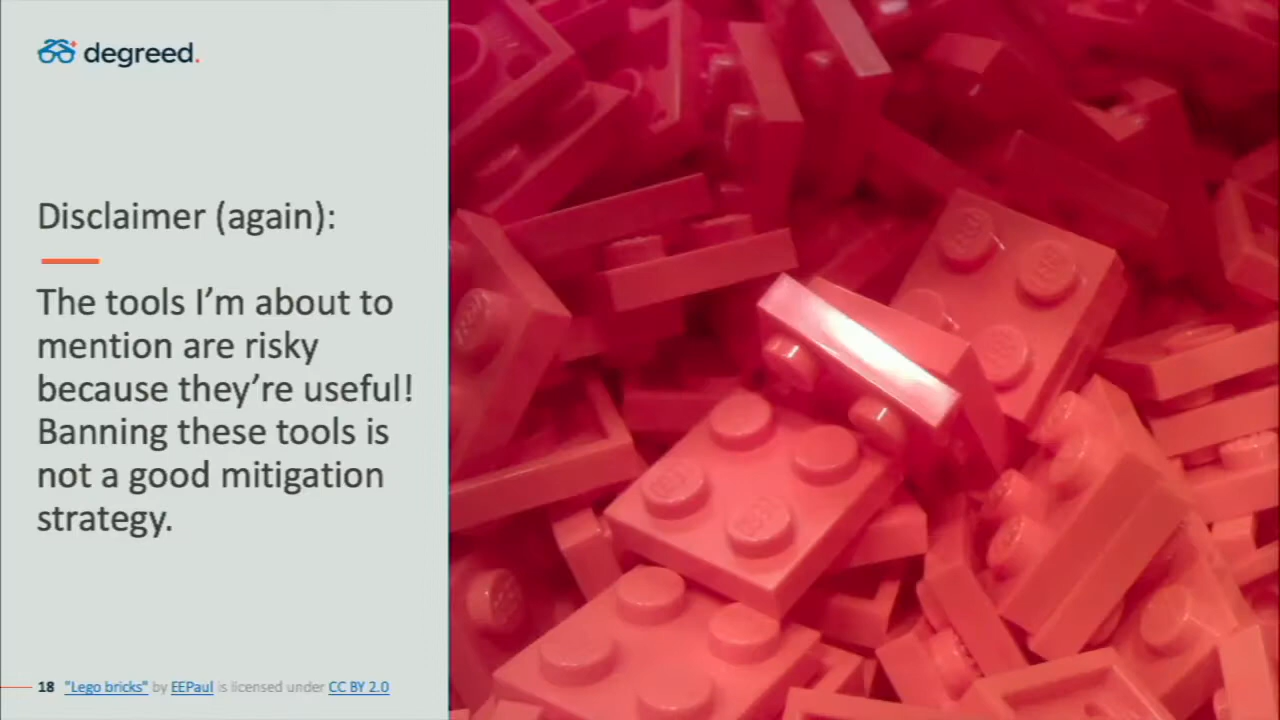 degreed.
Disclaimer (again):
The tools I’m about to
mention are risky
because they’re useful!
Banning these tools is
not a good mitigation
strategy.
18 "Lego bricks" by EEPaul is licensed under CC BY 2.0